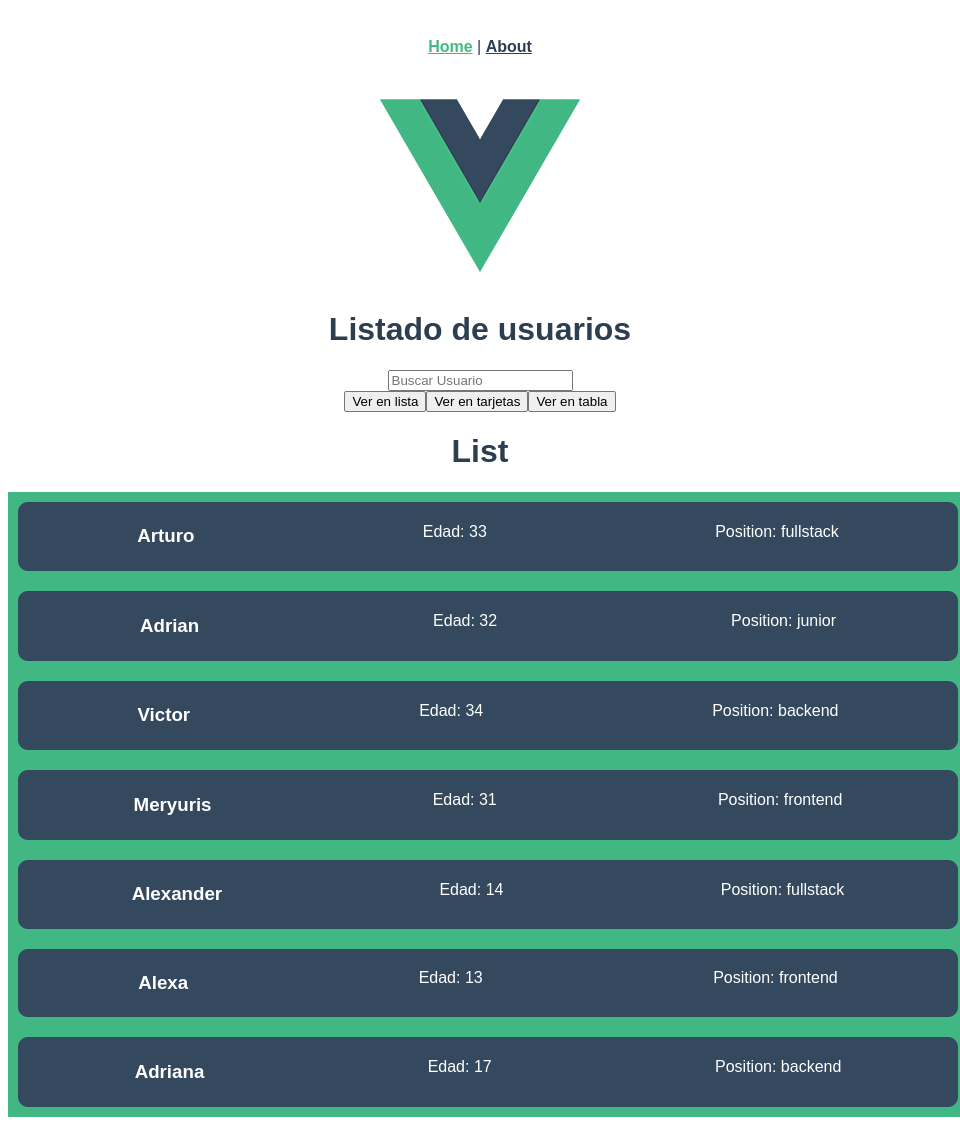 Home | About
Listado de usuarios
Buscar Usuario
Ver en lista Ver en tarjetas Ver en tabla
List
Arturo Edad: 33 Position: fullstack
Adrian Edad: 32 Position: junior
Victor Edad: 34 Position: backend
Meryuris Edad: 31 Position: frontend
Alexander Edad: 14 Position: fullstack
Alexa Edad: 13 Position: frontend
Adriana Edad: 17 Position: backend